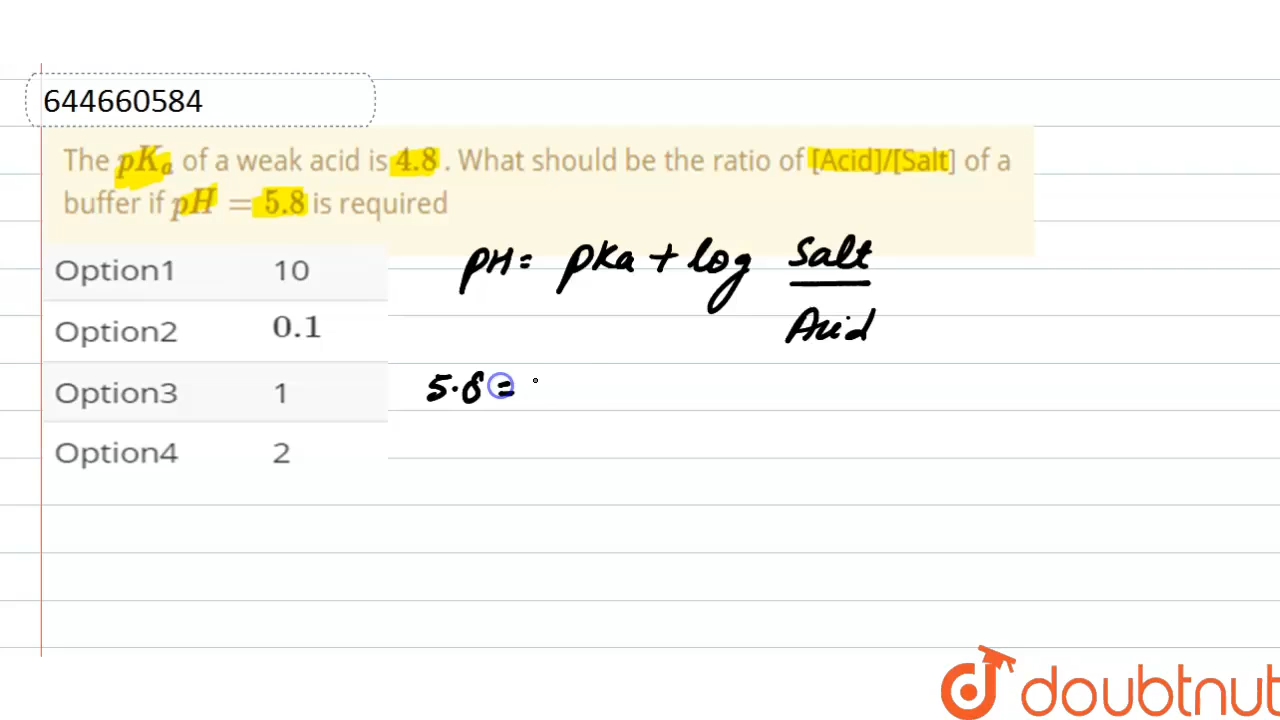 644660584
The pKa of a weak acid is 4.8 . What should be the ratio of [Acid]/[Salt] of a
buffer if pH = 5.8 is required
Option1 10
Option2 0.1
Option3 1
Option4 2
pH = pKa + log Salt
Acid
5.8 =
doubtnut